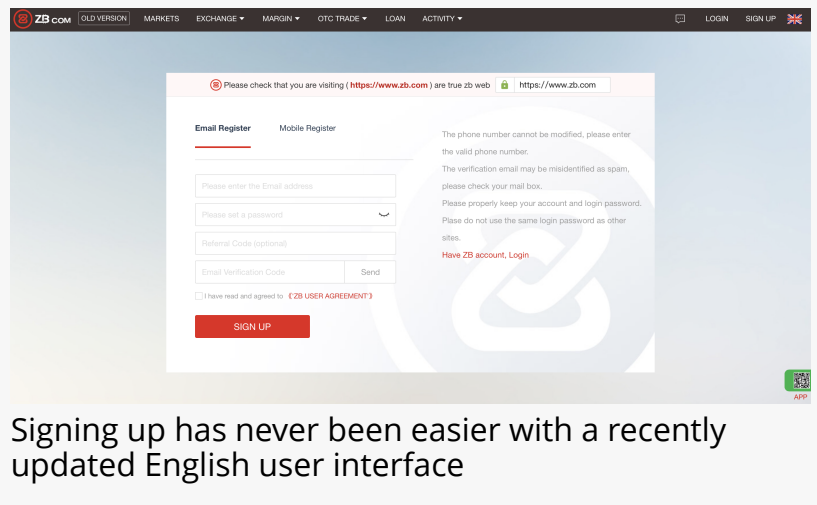 ZB COM OLD VERSION MARKETS EXCHANGE MARGIN OTC TRADE LOAN ACTIVITY LOGIN SIGN UP
Please check that you are visiting ( https://www.zb.com ) are true zb web https://www.zb.com
Email Register Mobile Register
Please enter the Email address
Please set a password
Referral Code (optional)
Email Verification Code Send
I have read and agreed to 《'ZB USER AGREEMENT'》
SIGN UP
The phone number cannot be modified, please enter
the valid phone number.
The verification email may be misidentified as spam,
please check your mail box.
Please properly keep your account and login password.
Plase do not use the same login password as other
sites.
Have ZB account, Login
APP
Signing up has never been easier with a recently
updated English user interface